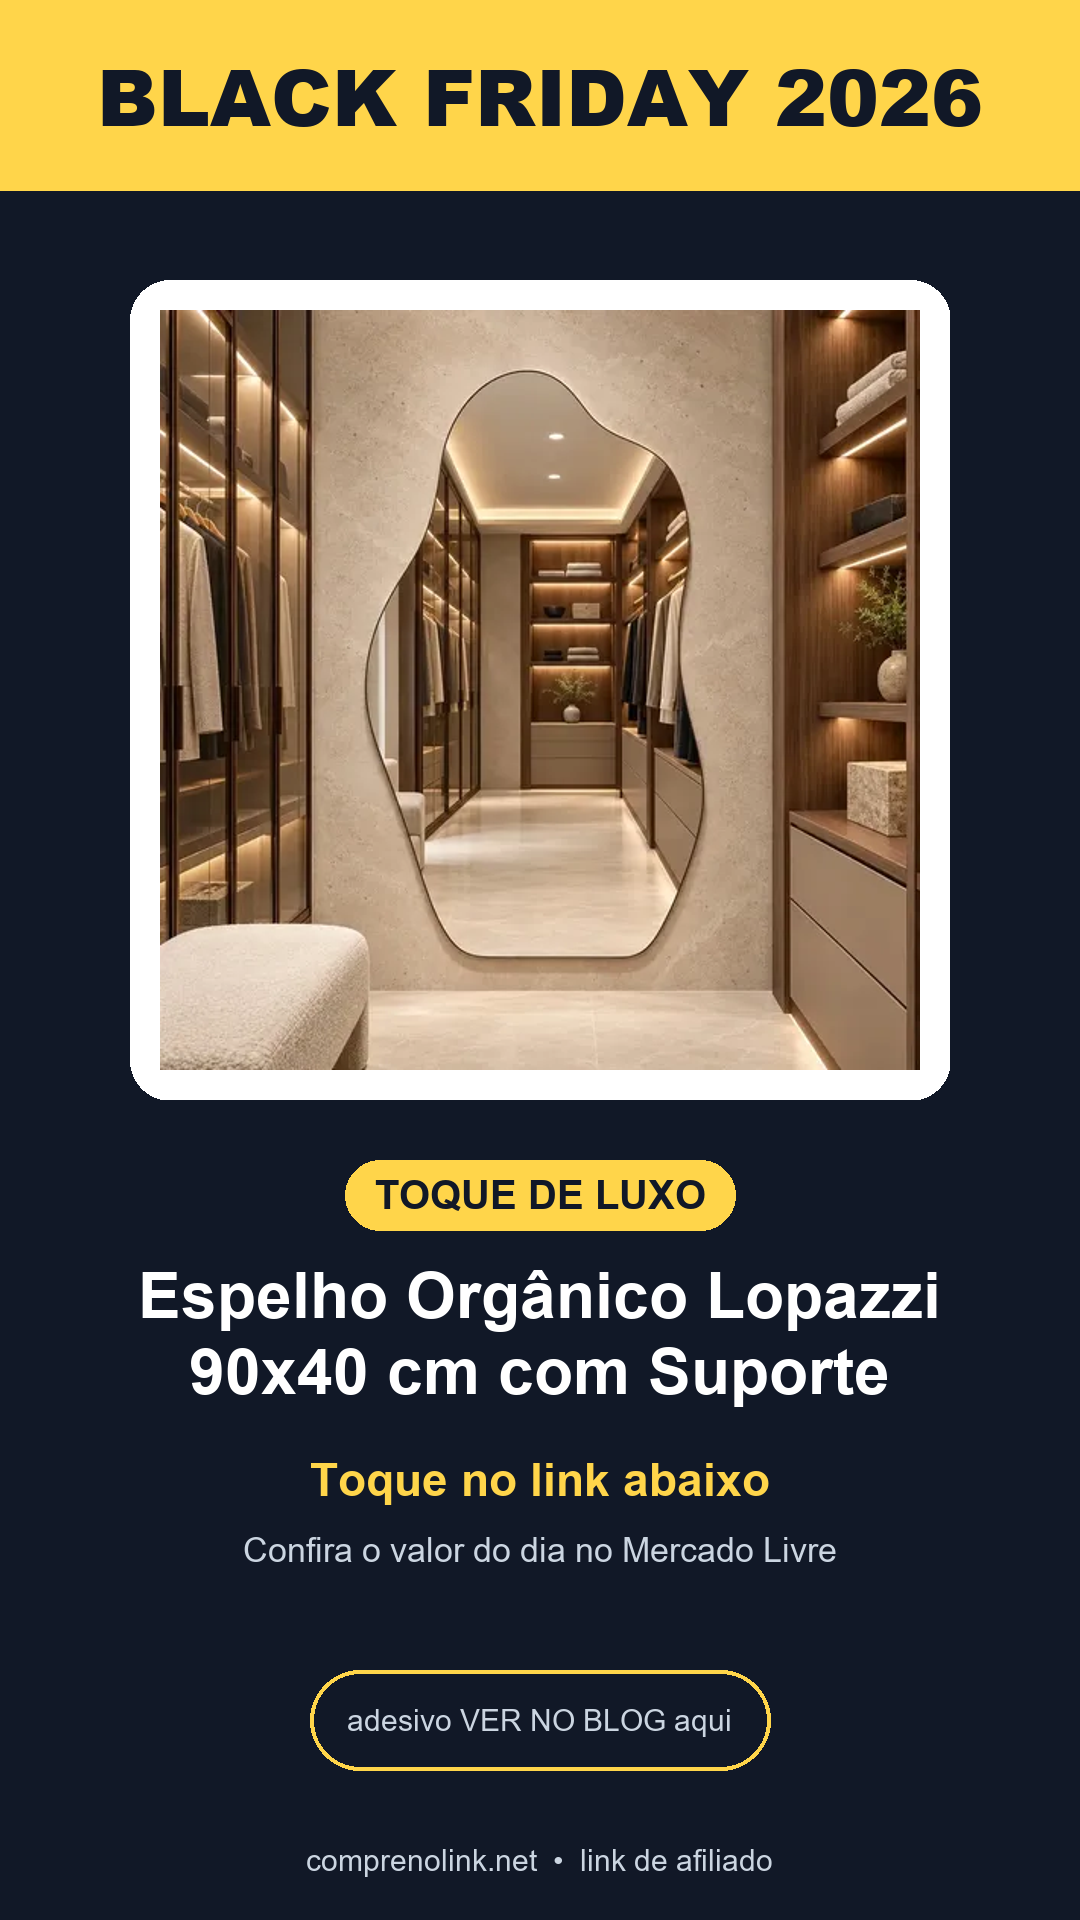 BLACK FRIDAY 2026
TOQUE DE LUXO
Espelho Orgânico Lopazzi
90x40 cm com Suporte
Toque no link abaixo
Confira o valor do dia no Mercado Livre
adesivo VER NO BLOG aqui
comprenolink.net • link de afiliado